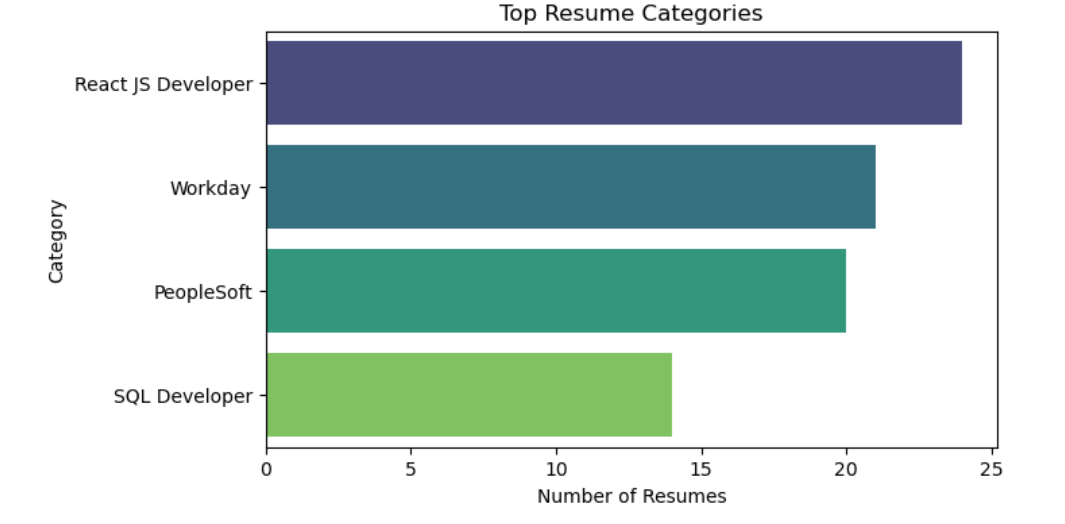 Top Resume Categories
React JS Developer
Workday
PeopleSoft
SQL Developer
Category
0 5 10 15 20 25
Number of Resumes